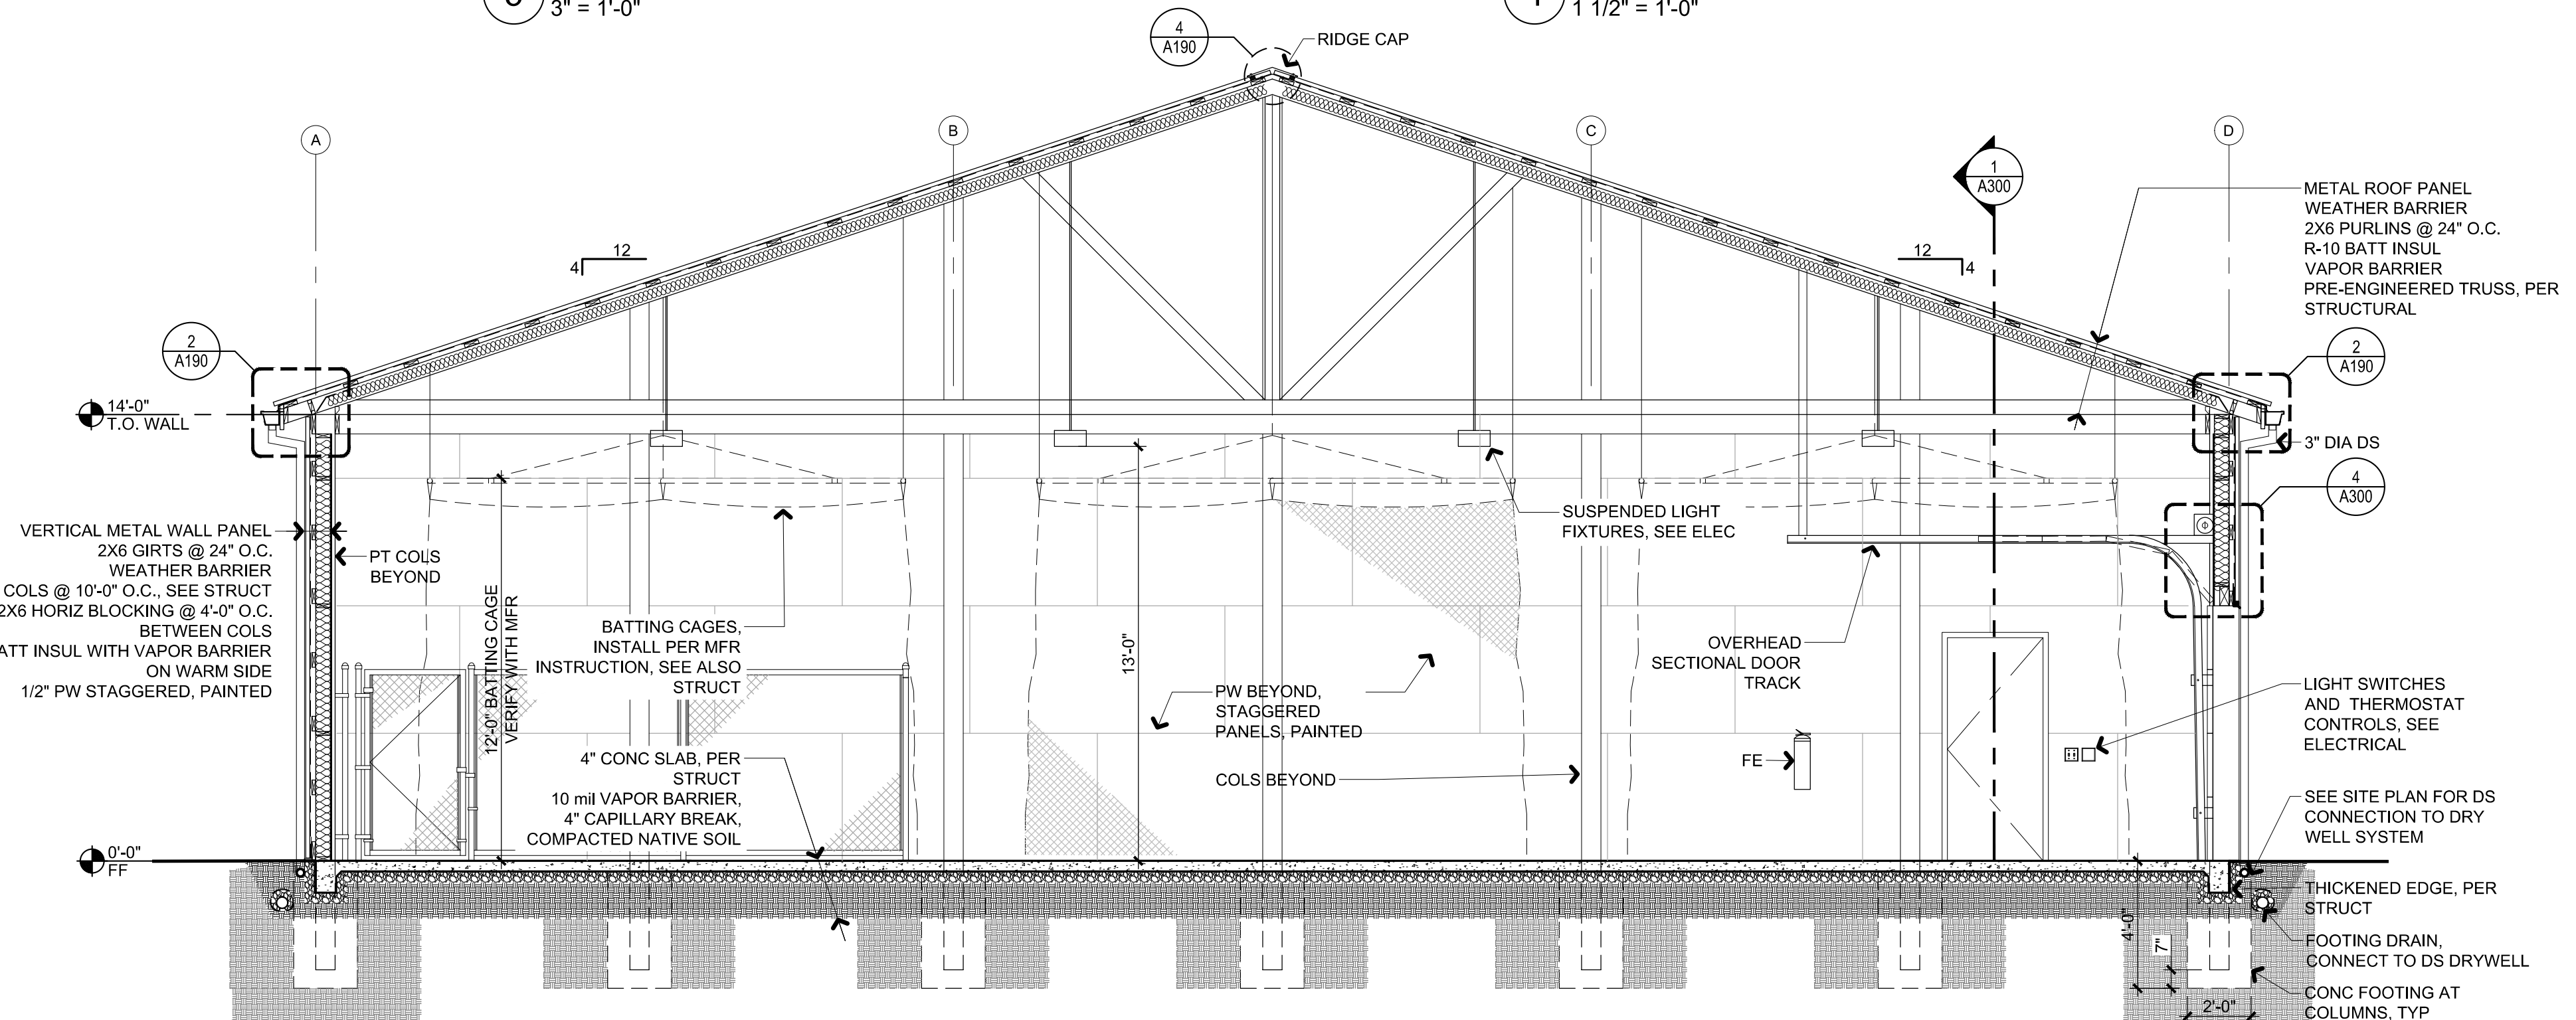 3" = 1'-0"
1 1/2" = 1'-0"
4
A190
RIDGE CAP
A
B
C
D
1
A300
METAL ROOF PANEL
WEATHER BARRIER
2X6 PURLINS @ 24" O.C.
R-10 BATT INSUL
VAPOR BARRIER
PRE-ENGINEERED TRUSS, PER
STRUCTURAL
12
4
12
4
2
A190
2
A190
14'-0"
T.O. WALL
3" DIA DS
4
A300
VERTICAL METAL WALL PANEL
2X6 GIRTS @ 24" O.C.
WEATHER BARRIER
COLS @ 10'-0" O.C., SEE STRUCT
2X6 HORIZ BLOCKING @ 4'-0" O.C.
BETWEEN COLS
ATT INSUL WITH VAPOR BARRIER
ON WARM SIDE
1/2" PW STAGGERED, PAINTED
PT COLS
BEYOND
12'-0" BATTING CAGE
VERIFY WITH MFR
BATTING CAGES,
INSTALL PER MFR
INSTRUCTION, SEE ALSO
STRUCT
4" CONC SLAB, PER
STRUCT
10 mil VAPOR BARRIER,
4" CAPILLARY BREAK,
COMPACTED NATIVE SOIL
13'-0"
SUSPENDED LIGHT
FIXTURES, SEE ELEC
PW BEYOND,
STAGGERED
PANELS, PAINTED
COLS BEYOND
OVERHEAD
SECTIONAL DOOR
TRACK
FE
LIGHT SWITCHES
AND THERMOSTAT
CONTROLS, SEE
ELECTRICAL
SEE SITE PLAN FOR DS
CONNECTION TO DRY
WELL SYSTEM
0'-0"
FF
THICKENED EDGE, PER
STRUCT
4'-0"
7"
FOOTING DRAIN,
CONNECT TO DS DRYWELL
CONC FOOTING AT
COLUMNS, TYP
2'-0"